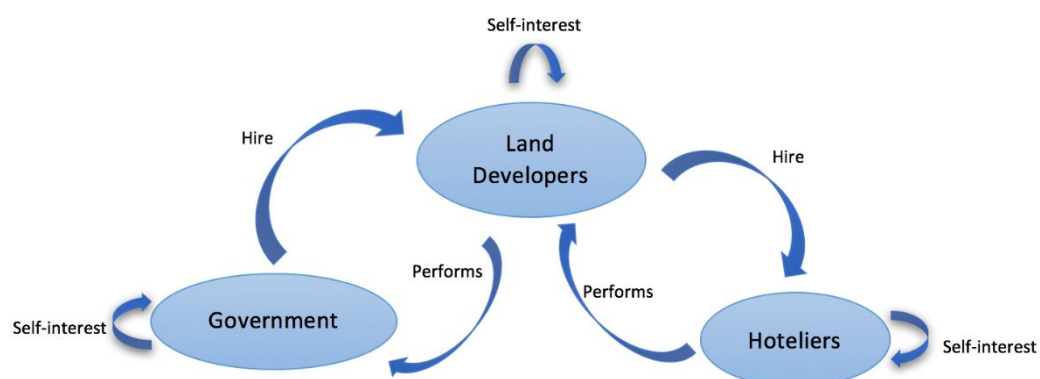 Self-interest
Hire
Land
Developers
Hire
Performs
Performs
Self-interest
Government
Hoteliers
Self-interest